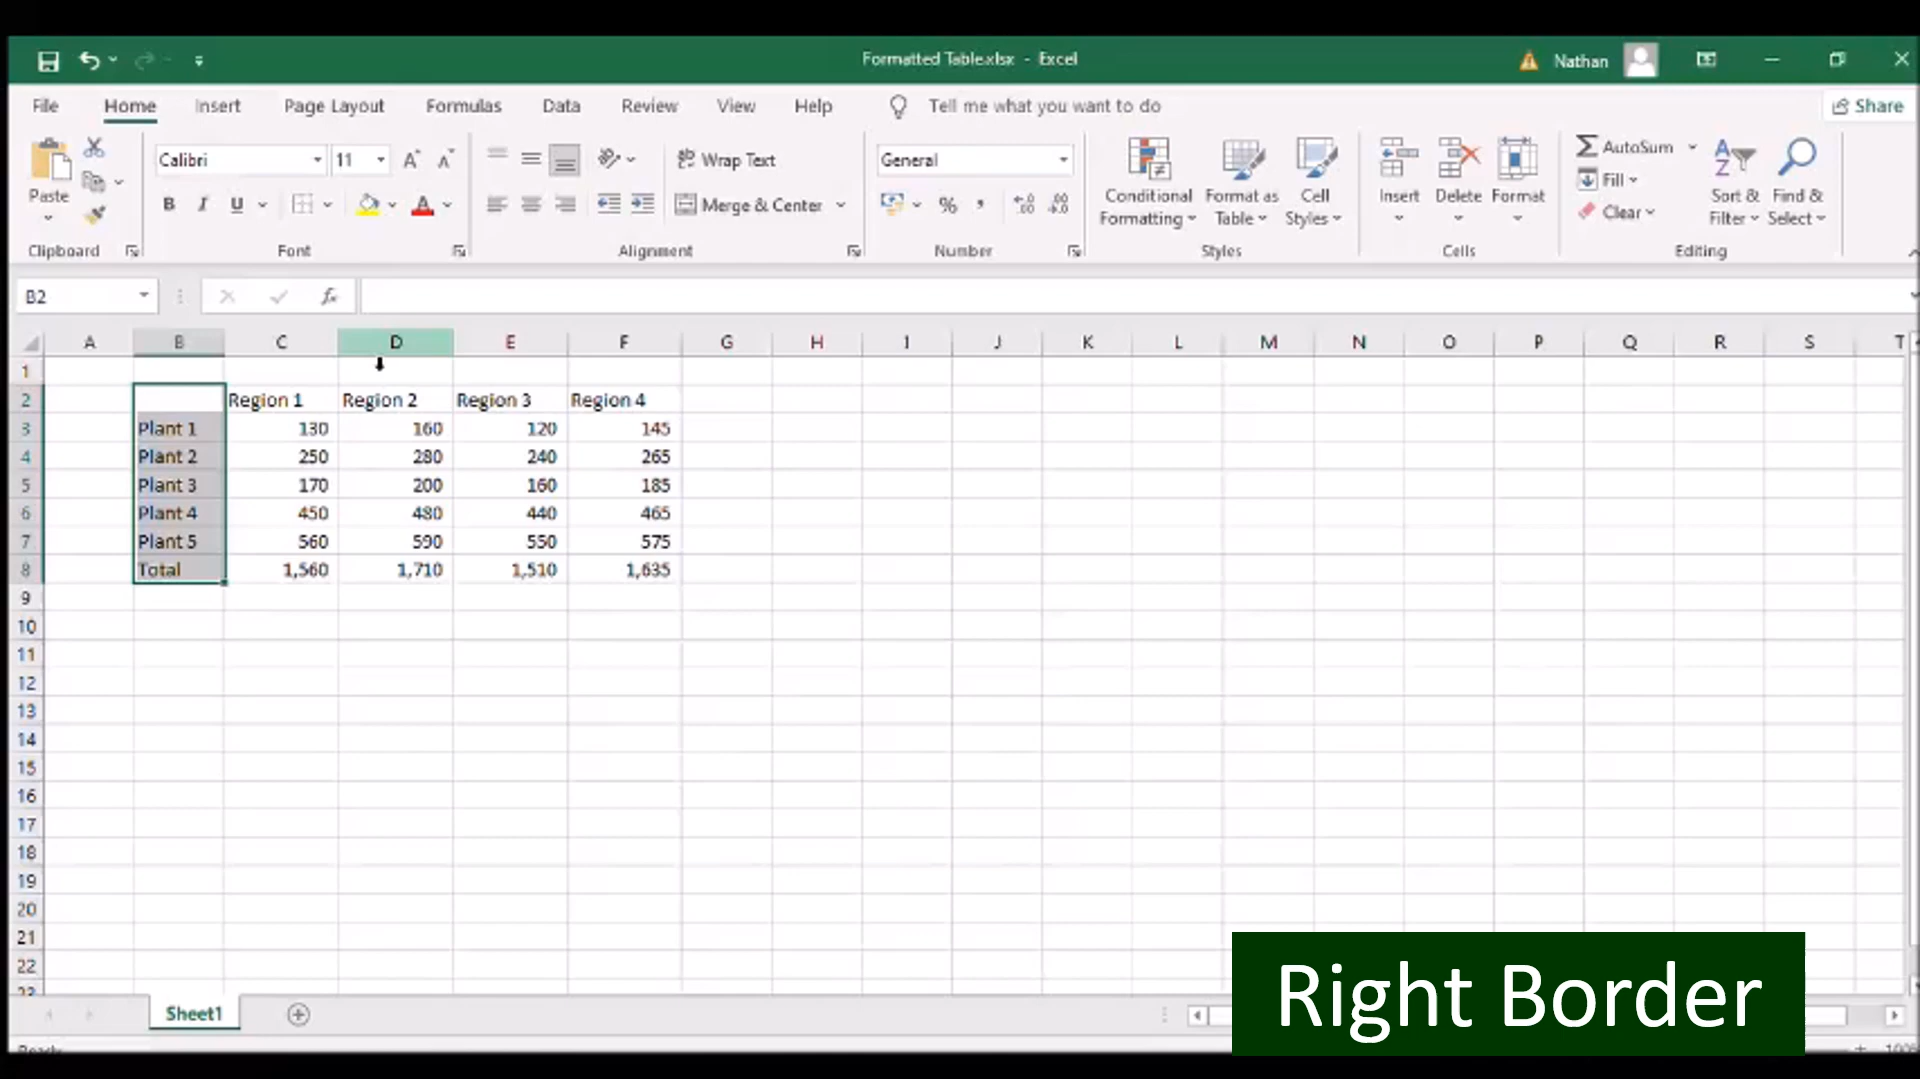 Formatted Table.xlsx - Excel
Nathan
File Home Insert Page Layout Formulas Data Review View Help Tell me what you want to do Share
Paste
Calibri 11
B I U
Wrap Text
Merge & Center
General
%
Conditional Formatting
Format as Table
Cell Styles
Insert Delete Format
AutoSum
Fill
Clear
Sort & Filter
Find & Select
Clipboard Font Alignment Number Styles Cells Editing
B2 fx
A B C D E F G H I J K L M N O P Q R S T
1
2 Region 1 Region 2 Region 3 Region 4
3 Plant 1 130 160 120 145
4 Plant 2 250 280 240 265
5 Plant 3 170 200 160 185
6 Plant 4 450 480 440 465
7 Plant 5 560 590 550 575
8 Total 1,560 1,710 1,510 1,635
9
10
11
12
13
14
15
16
17
18
19
20
21
22
23
Sheet1
Right Border